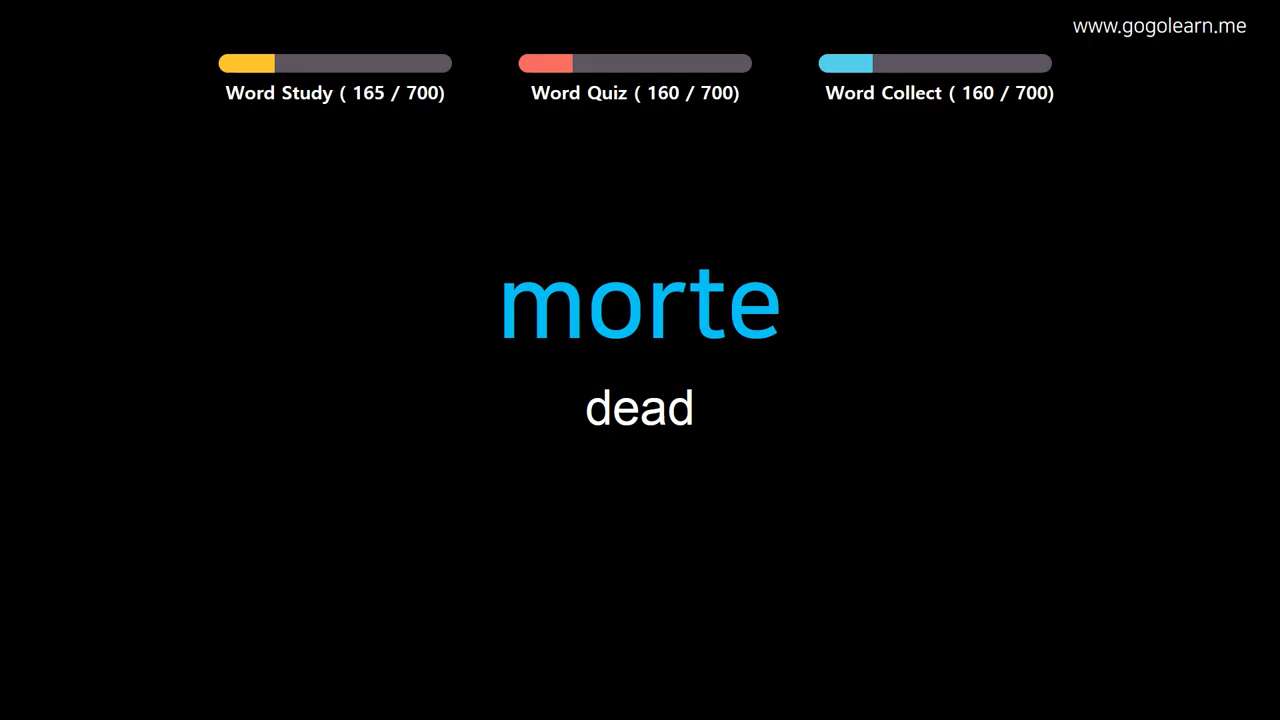 www.gogolearn.me
Word Study ( 165 / 700)
Word Quiz ( 160 / 700)
Word Collect ( 160 / 700)
morte
dead